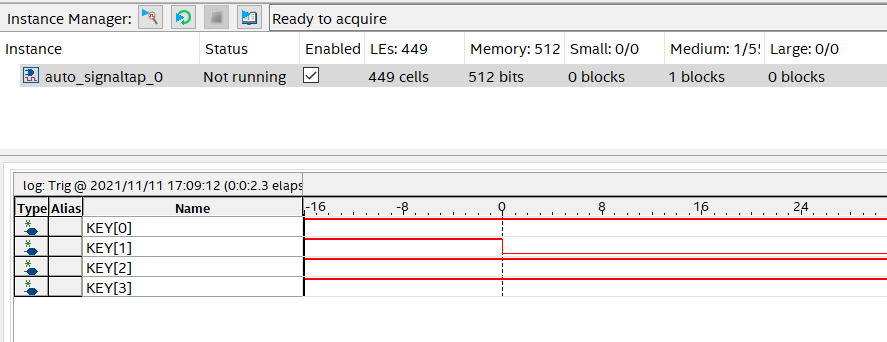 Instance Manager: Ready to acquire
Instance Status Enabled LEs: 449 Memory: 512 Small: 0/0 Medium: 1/55 Large: 0/0
auto_signaltap_0 Not running 449 cells 512 bits 0 blocks 1 blocks 0 blocks
log: Trig @ 2021/11/11 17:09:12 (0:0:2.3 elaps
Type Alias Name -16 -8 0 8 16 24
KEY[0]
KEY[1]
KEY[2]
KEY[3]